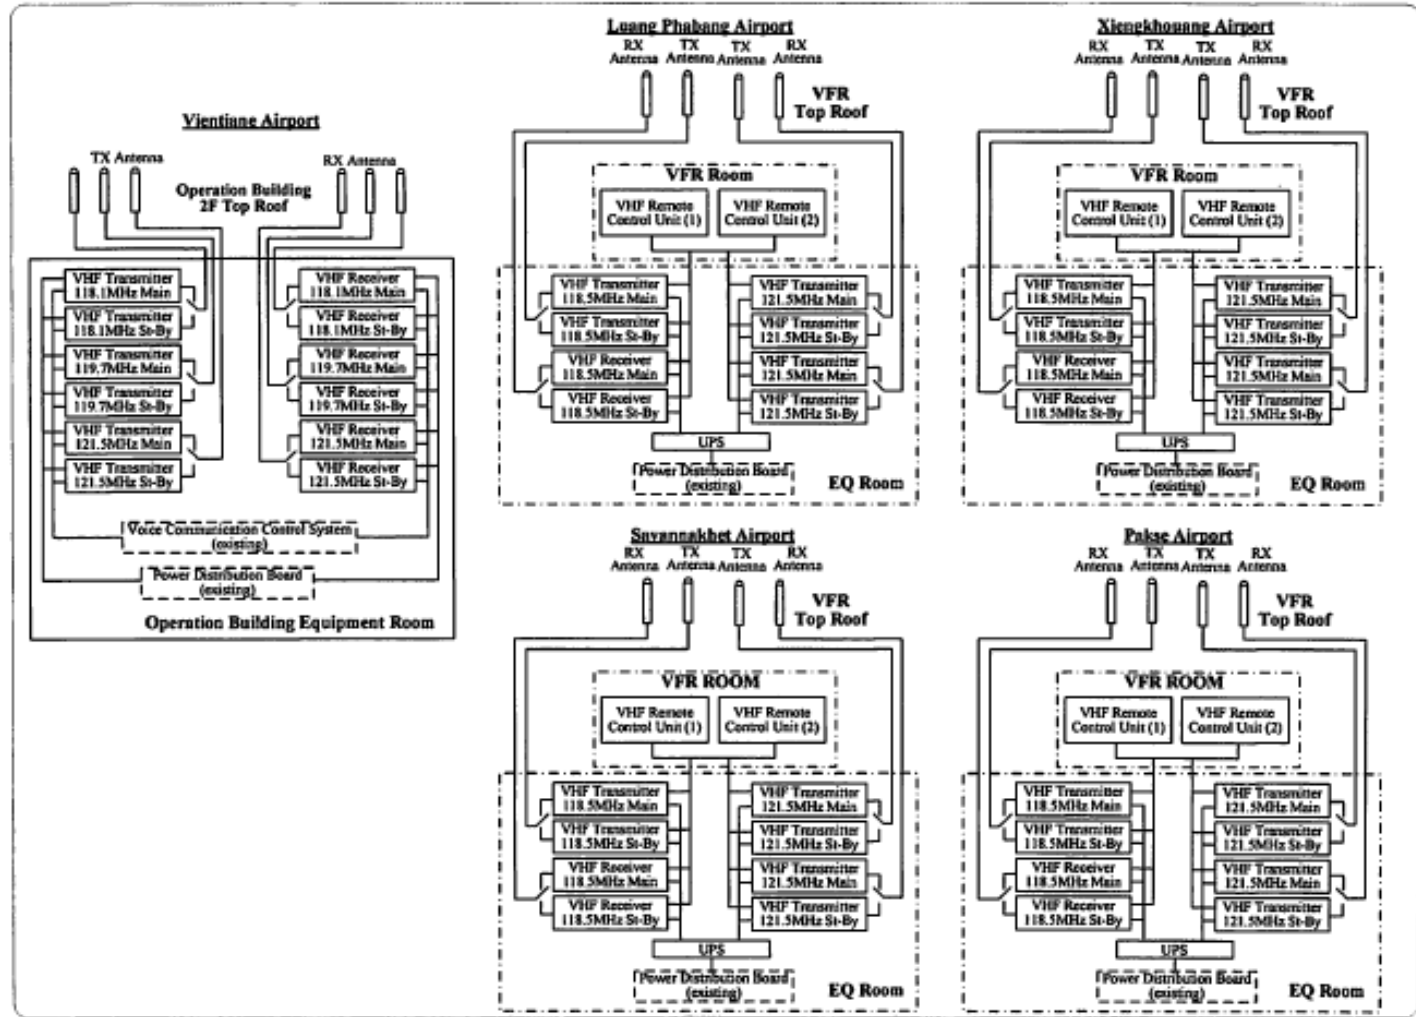 Vientiane Airport
TX Antenna
RX Antenna
Operation Building
2F Top Roof
VHF Transmitter
118.1MHz Main
VHF Transmitter
118.1MHz St-By
VHF Transmitter
119.7MHz Main
VHF Transmitter
119.7MHz St-By
VHF Transmitter
121.5MHz Main
VHF Transmitter
121.5MHz St-By
VHF Receiver
118.1MHz Main
VHF Receiver
118.1MHz St-By
VHF Receiver
119.7MHz Main
VHF Receiver
119.7MHz St-By
VHF Receiver
121.5MHz Main
VHF Receiver
121.5MHz St-By
Voice Communication Control System
(existing)
Power Distribution Board
(existing)
Operation Building Equipment Room
Luang Phabang Airport
RX
Antenna
TX
Antenna
TX
Antenna
RX
Antenna
VFR
Top Roof
VFR Room
VHF Remote
Control Unit (1)
VHF Remote
Control Unit (2)
VHF Transmitter
118.5MHz Main
VHF Transmitter
118.5MHz St-By
VHF Receiver
118.5MHz Main
VHF Receiver
118.5MHz St-By
VHF Transmitter
121.5MHz Main
VHF Transmitter
121.5MHz St-By
VHF Transmitter
121.5MHz Main
VHF Transmitter
121.5MHz St-By
UPS
Power Distribution Board
(existing)
EQ Room
Xiengkhouang Airport
RX
Antenna
TX
Antenna
TX
Antenna
RX
Antenna
VFR
Top Roof
VFR Room
VHF Remote
Control Unit (1)
VHF Remote
Control Unit (2)
VHF Transmitter
118.5MHz Main
VHF Transmitter
118.5MHz St-By
VHF Receiver
118.5MHz Main
VHF Receiver
118.5MHz St-By
VHF Transmitter
121.5MHz Main
VHF Transmitter
121.5MHz St-By
VHF Transmitter
121.5MHz Main
VHF Transmitter
121.5MHz St-By
UPS
Power Distribution Board
(existing)
EQ Room
Savannakhet Airport
RX
Antenna
TX
Antenna
TX
Antenna
RX
Antenna
VFR
Top Roof
VFR ROOM
VHF Remote
Control Unit (1)
VHF Remote
Control Unit (2)
VHF Transmitter
118.5MHz Main
VHF Transmitter
118.5MHz St-By
VHF Receiver
118.5MHz Main
VHF Receiver
118.5MHz St-By
VHF Transmitter
121.5MHz Main
VHF Transmitter
121.5MHz St-By
VHF Transmitter
121.5MHz Main
VHF Transmitter
121.5MHz St-By
UPS
Power Distribution Board
(existing)
EQ Room
Pakse Airport
RX
Antenna
TX
Antenna
TX
Antenna
RX
Antenna
VFR
Top Roof
VFR ROOM
VHF Remote
Control Unit (1)
VHF Remote
Control Unit (2)
VHF Transmitter
118.5MHz Main
VHF Transmitter
118.5MHz St-By
VHF Receiver
118.5MHz Main
VHF Receiver
118.5MHz St-By
VHF Transmitter
121.5MHz Main
VHF Transmitter
121.5MHz St-By
VHF Transmitter
121.5MHz Main
VHF Transmitter
121.5MHz St-By
UPS
Power Distribution Board
(existing)
EQ Room